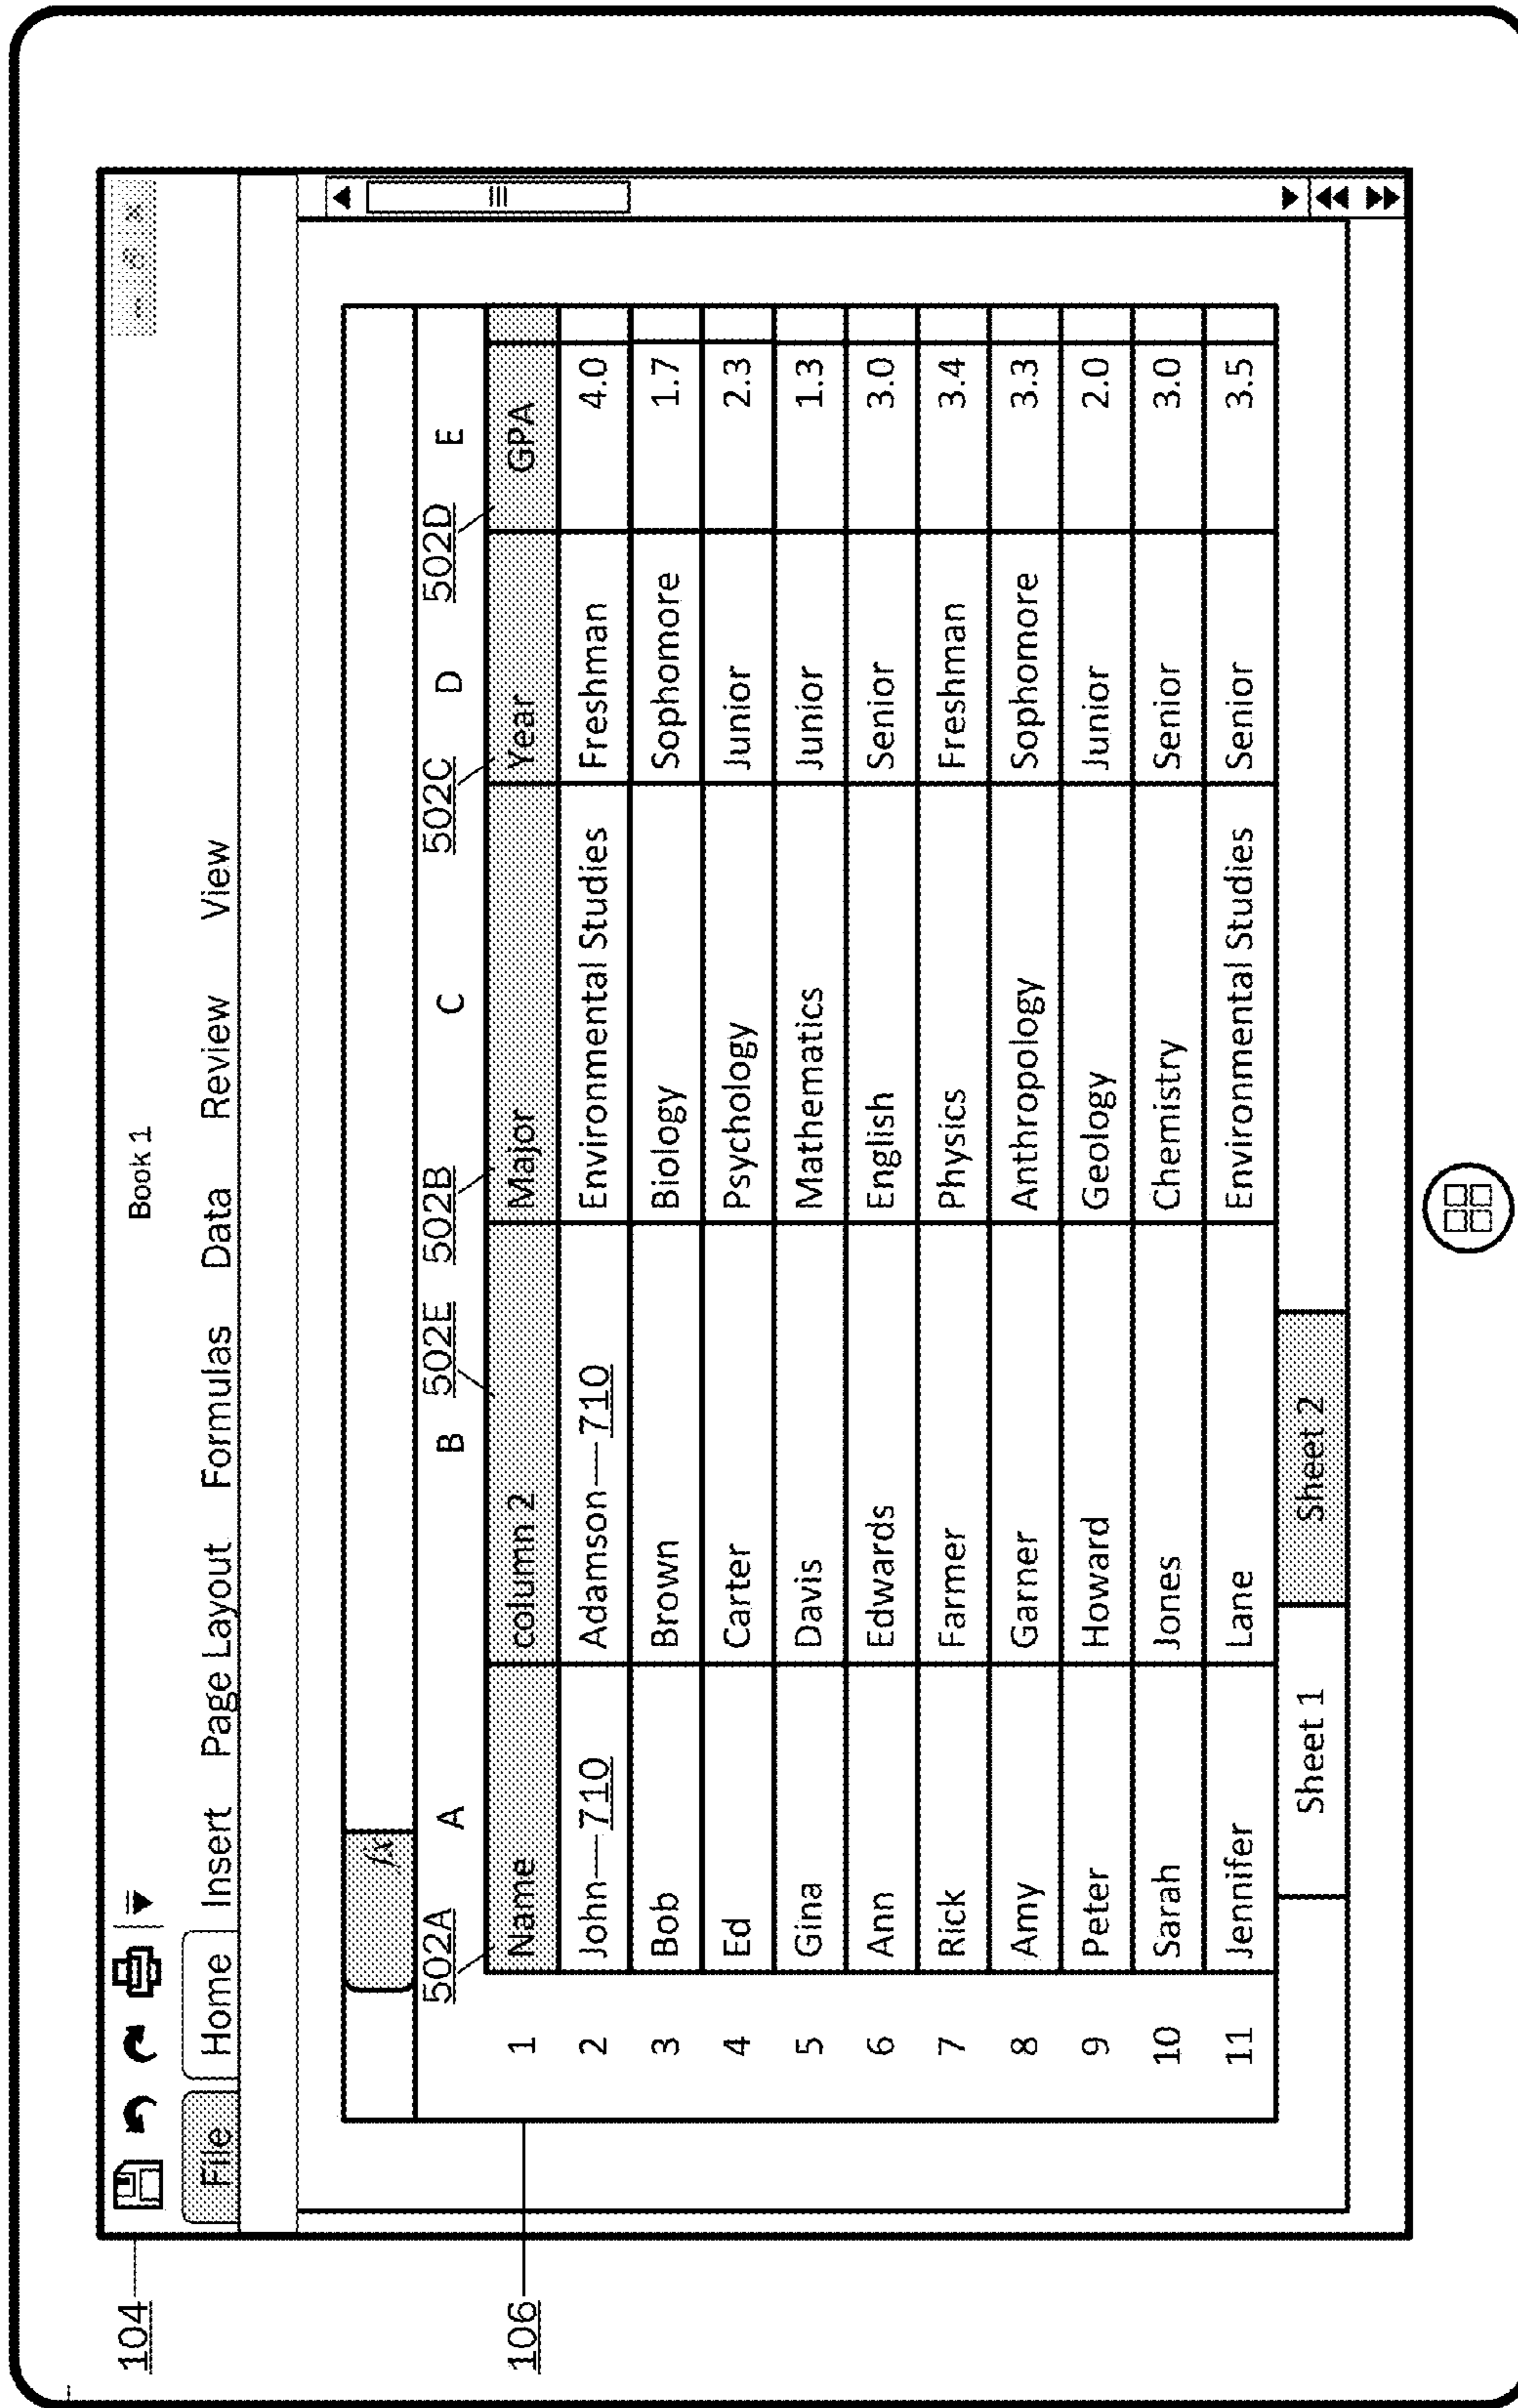 104
Book 1
File Home Insert Page Layout Formulas Data Review View
fx
502A A B 502E 502B C 502C D 502D E
106
1 Name column 2 Major Year GPA
2 John 710 Adamson 710 Environmental Studies Freshman 4.0
3 Bob Brown Biology Sophomore 1.7
4 Ed Carter Psychology Junior 2.3
5 Gina Davis Mathematics Junior 1.3
6 Ann Edwards English Senior 3.0
7 Rick Farmer Physics Freshman 3.4
8 Amy Garner Anthropology Sophomore 3.3
9 Peter Howard Geology Junior 2.0
10 Sarah Jones Chemistry Senior 3.0
11 Jennifer Lane Environmental Studies Senior 3.5
Sheet 1 Sheet 2